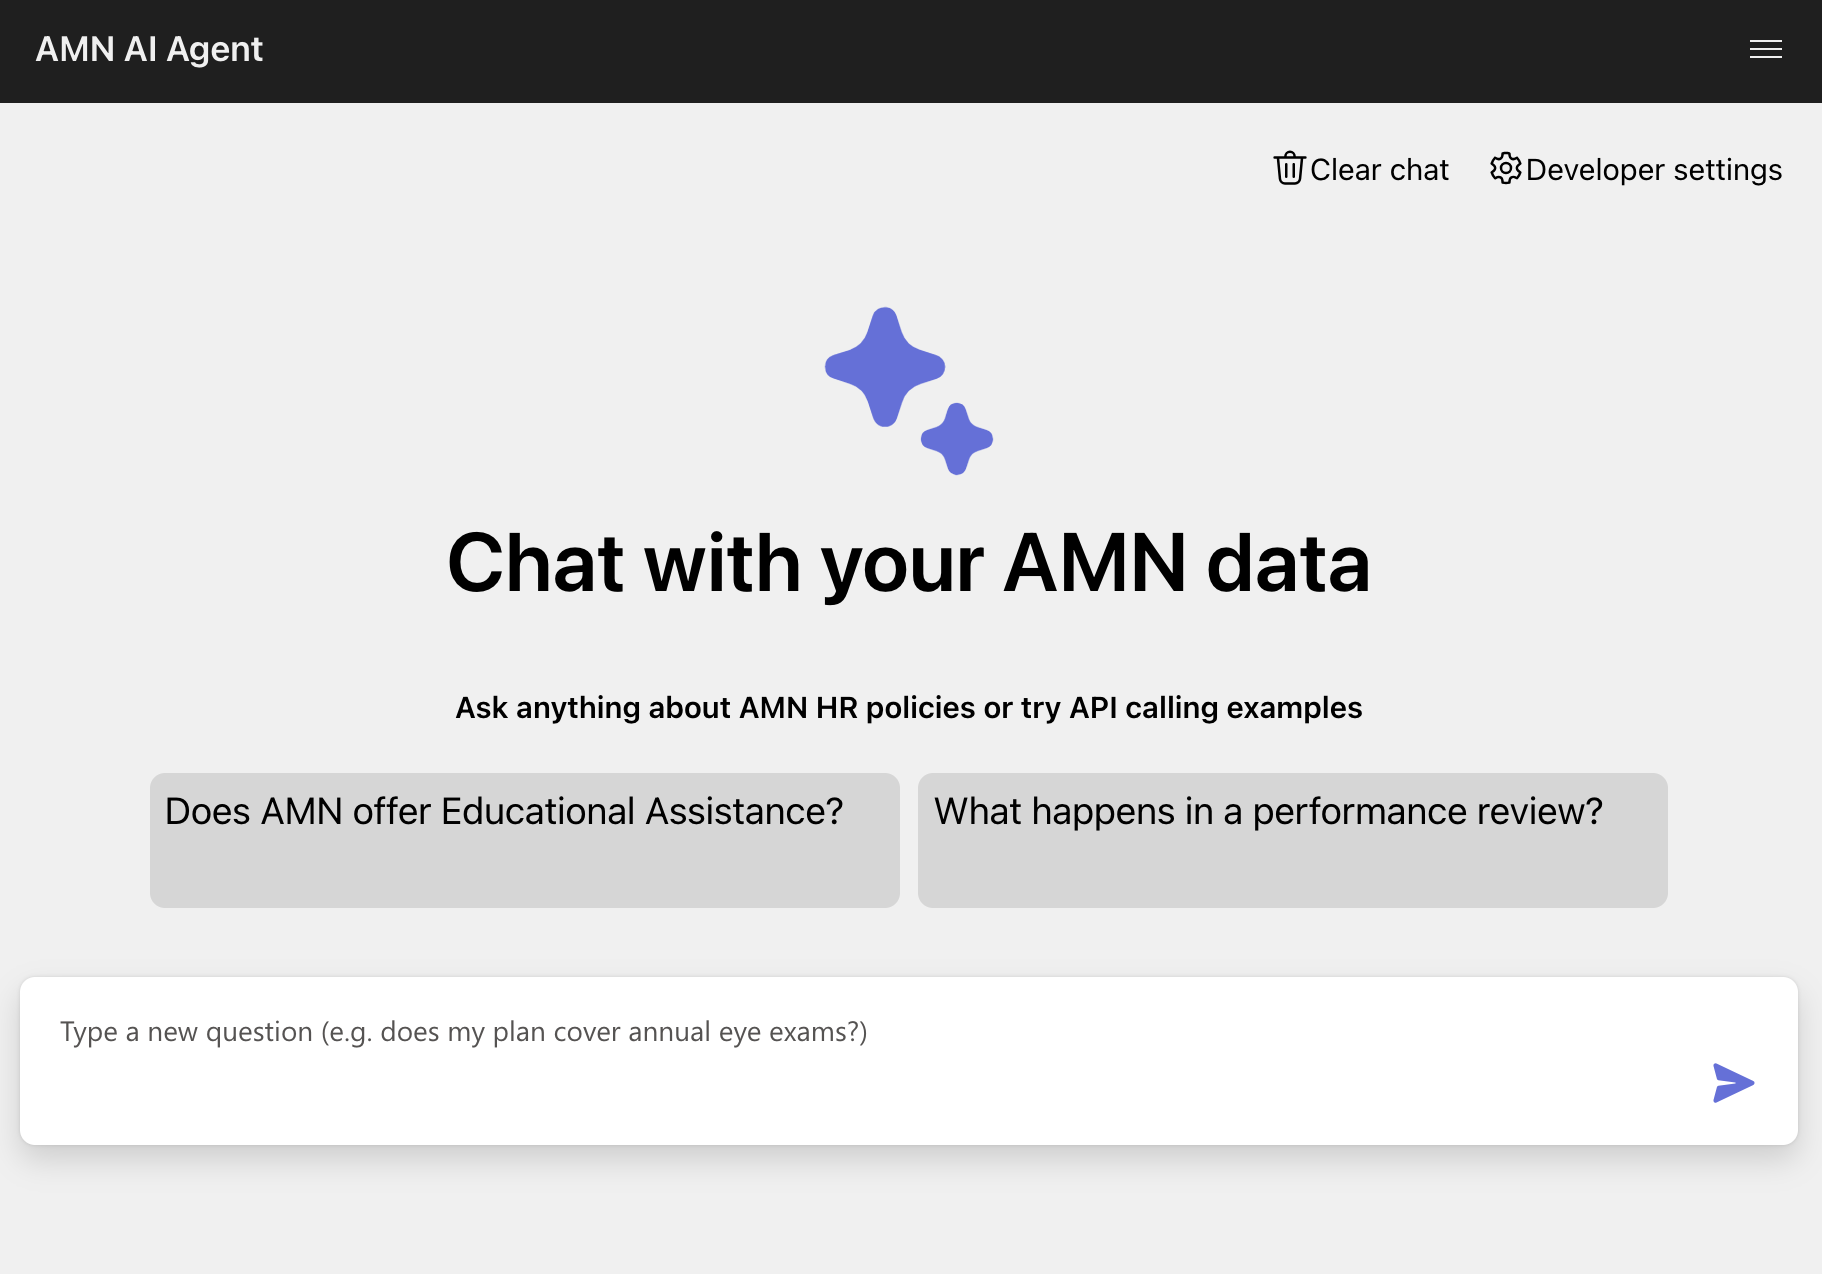 AMN AI Agent
Clear chat
Developer settings
Chat with your AMN data
Ask anything about AMN HR policies or try API calling examples
Does AMN offer Educational Assistance?
What happens in a performance review?
Type a new question (e.g. does my plan cover annual eye exams?)